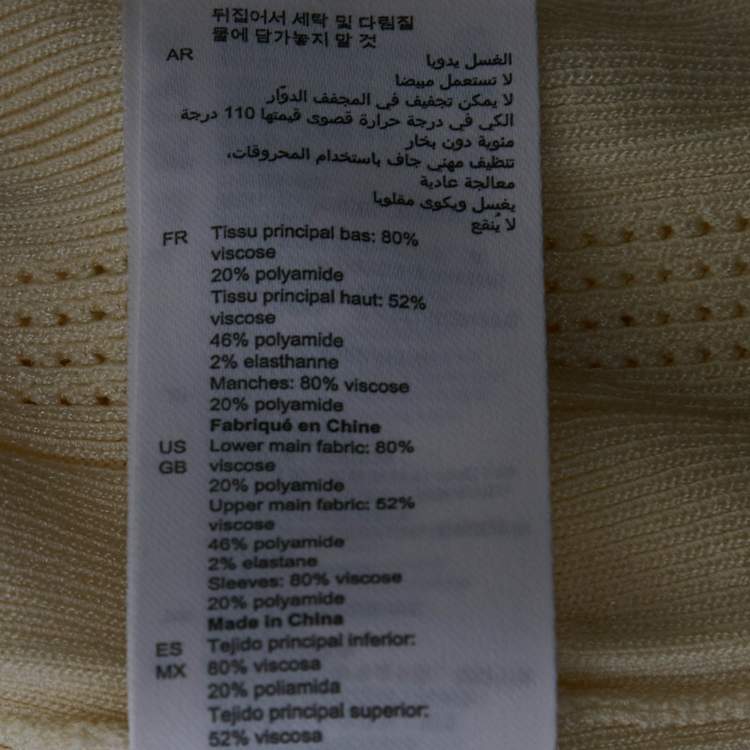 뒤집어서 세탁 및 다림질
물에 담가놓지 말 것
AR
الغسل يدويا
لا تستعمل مبيضا
لا يمكن تجفيف في المجفف الدوّار
الكي في درجة حرارة قصوى قيمتها 110 درجة
مئوية دون بخار
تنظيف مهني جاف باستخدام المحروقات،
معالجة عادية
يغسل ويكوى مقلوبا
لا يُنقع
FR Tissu principal bas: 80%
viscose
20% polyamide
Tissu principal haut: 52%
viscose
46% polyamide
2% elasthanne
Manches: 80% viscose
20% polyamide
Fabriqué en Chine
US Lower main fabric: 80%
GB viscose
20% polyamide
Upper main fabric: 52%
viscose
46% polyamide
2% elastane
Sleeves: 80% viscose
20% polyamide
Made in China
ES Tejido principal inferior:
MX 80% viscosa
20% poliamida
Tejido principal superior:
52% viscosa